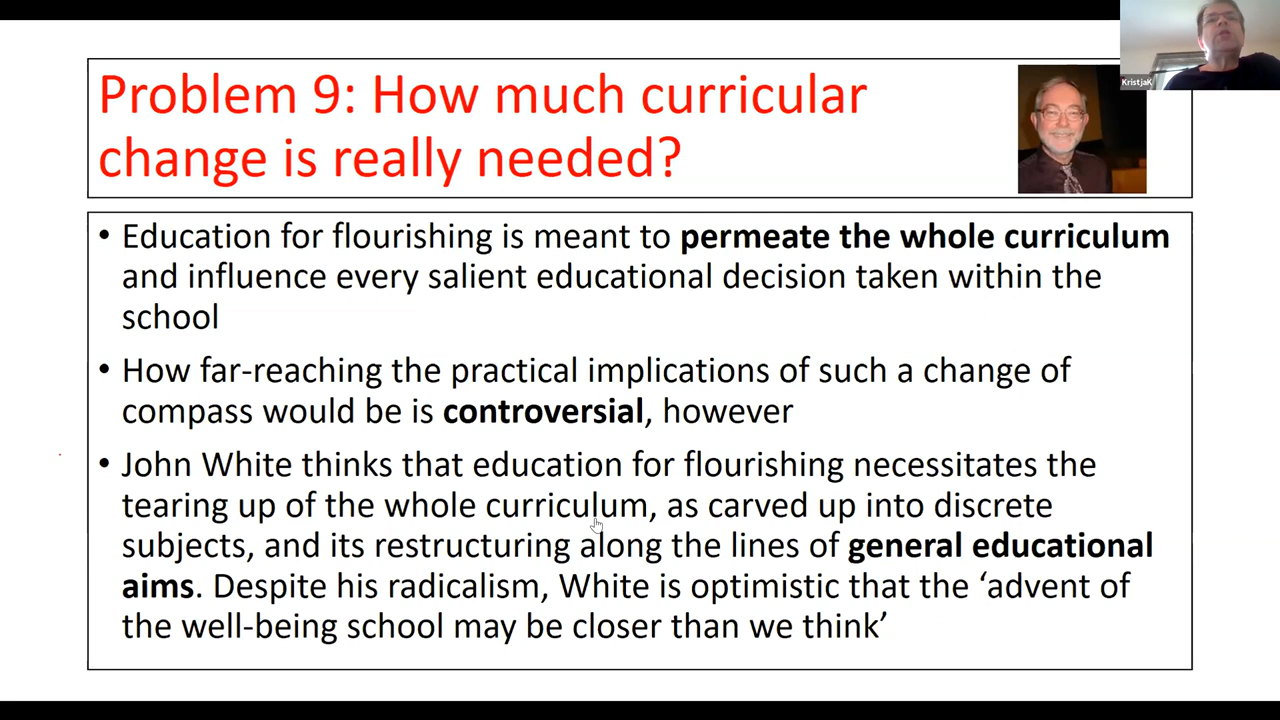 Problem 9: How much curricular
change is really needed?
KristjaK
• Education for flourishing is meant to permeate the whole curriculum
and influence every salient educational decision taken within the
school
• How far-reaching the practical implications of such a change of
compass would be is controversial, however
• John White thinks that education for flourishing necessitates the
tearing up of the whole curriculum, as carved up into discrete
subjects, and its restructuring along the lines of general educational
aims. Despite his radicalism, White is optimistic that the ‘advent of
the well-being school may be closer than we think’